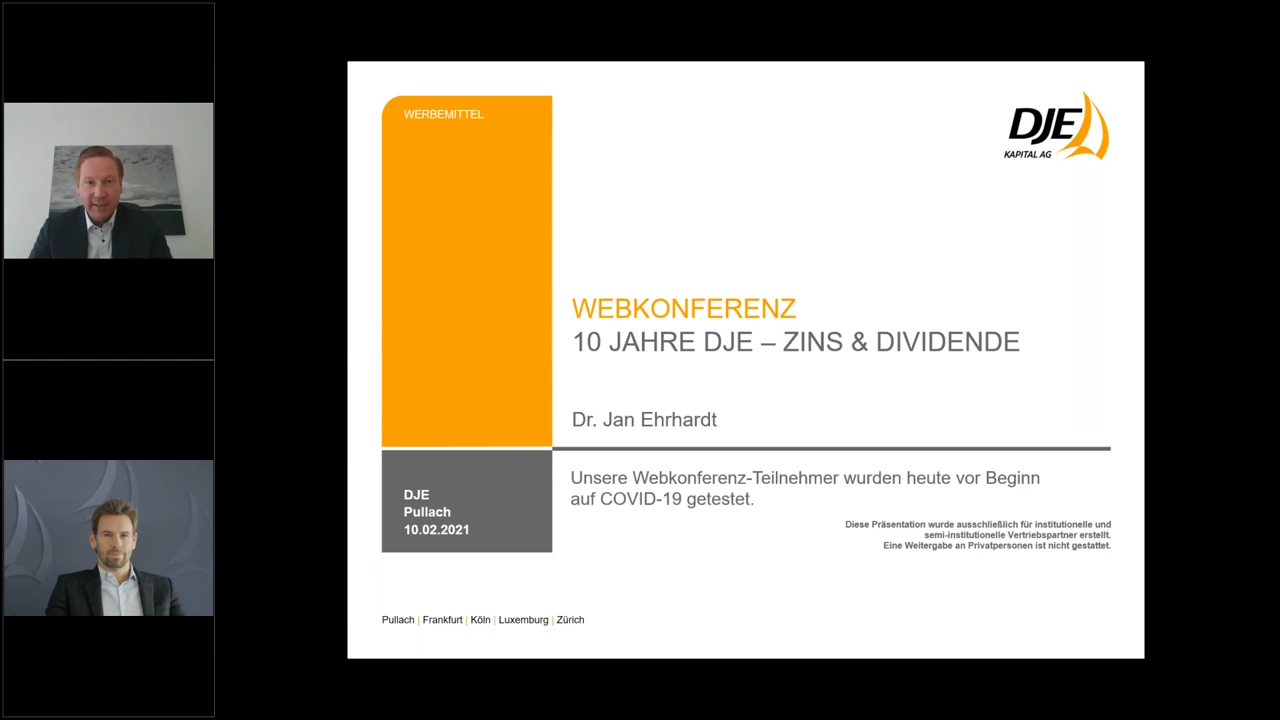 WERBEMITTEL
DJE
KAPITAL AG
WEBKONFERENZ
10 JAHRE DJE – ZINS & DIVIDENDE
Dr. Jan Ehrhardt
DJE
Pullach
10.02.2021
Unsere Webkonferenz-Teilnehmer wurden heute vor Beginn
auf COVID-19 getestet.
Diese Präsentation wurde ausschließlich für institutionelle und
semi-institutionelle Vertriebspartner erstellt.
Eine Weitergabe an Privatpersonen ist nicht gestattet.
Pullach | Frankfurt | Köln | Luxemburg | Zürich